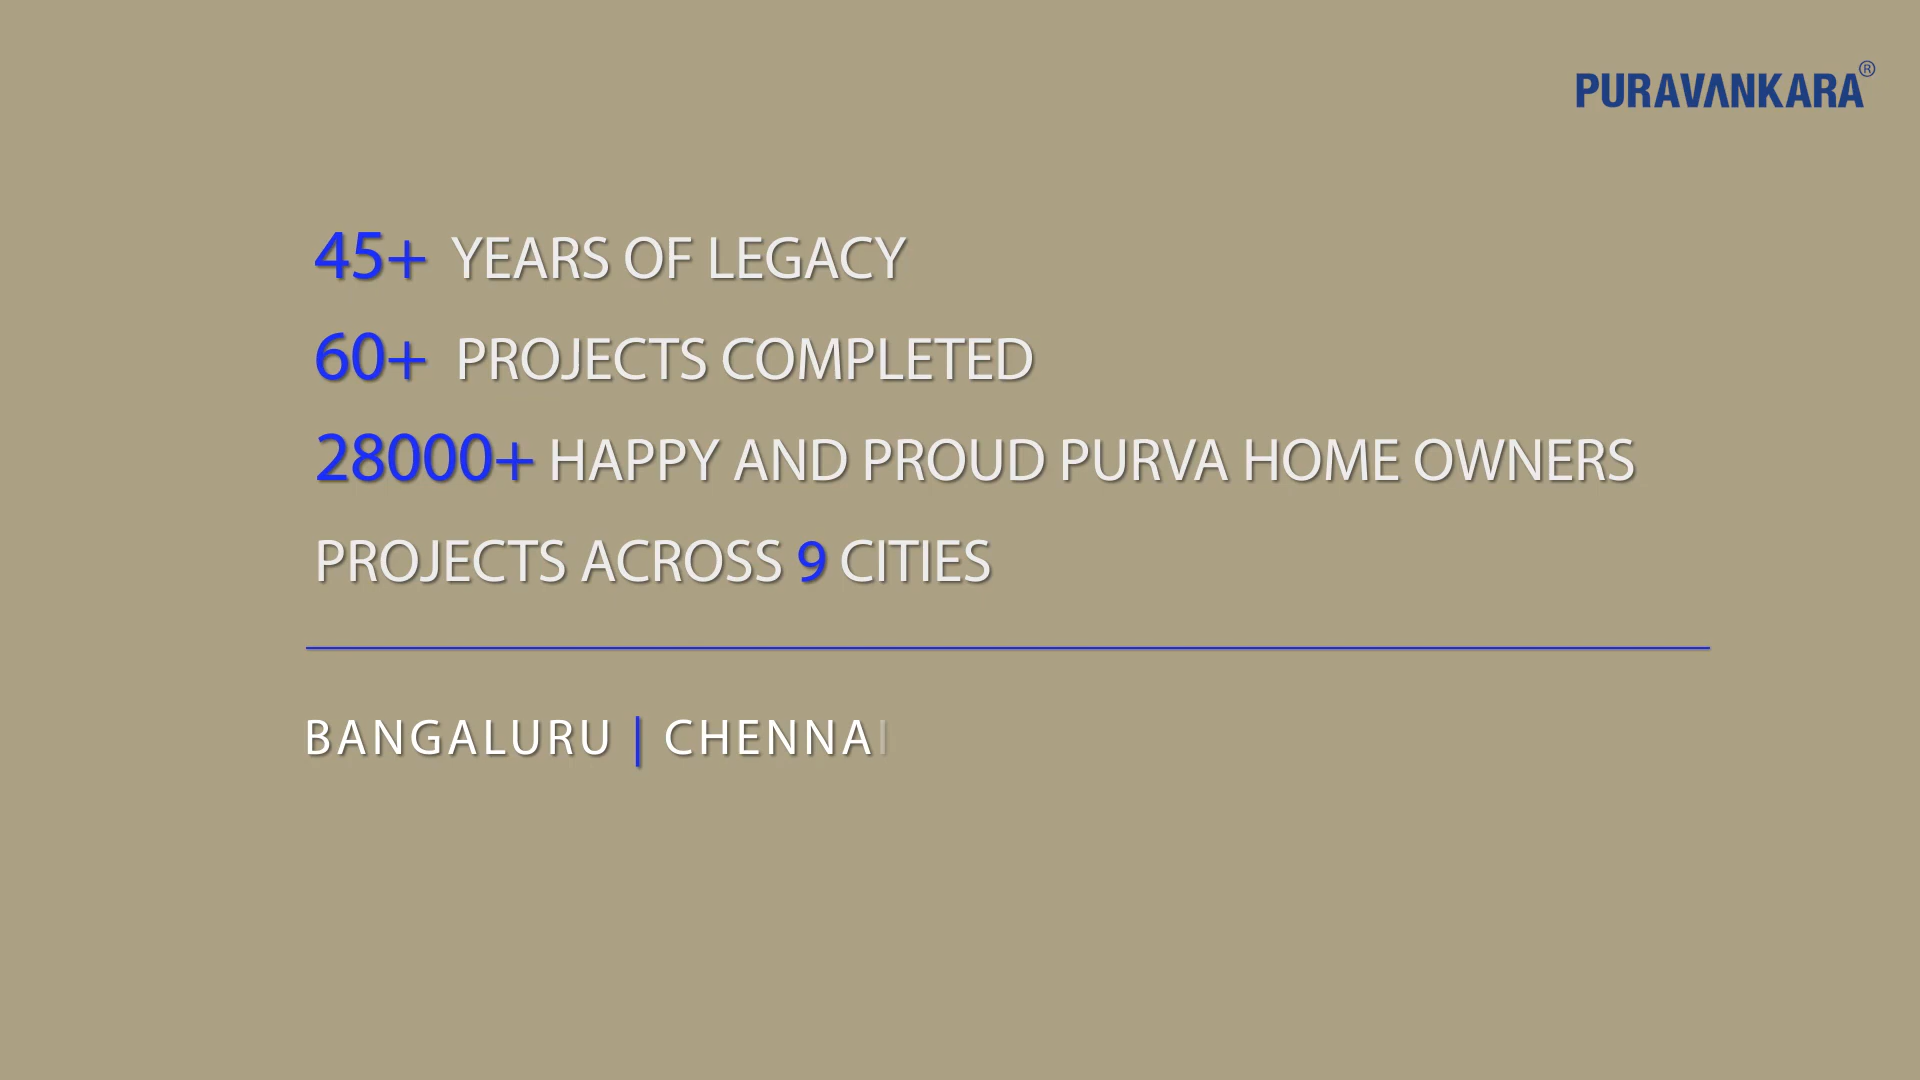 PURAVANKARA®
45+ YEARS OF LEGACY
60+ PROJECTS COMPLETED
28000+ HAPPY AND PROUD PURVA HOME OWNERS
PROJECTS ACROSS 9 CITIES
BANGALURU | CHENNAI